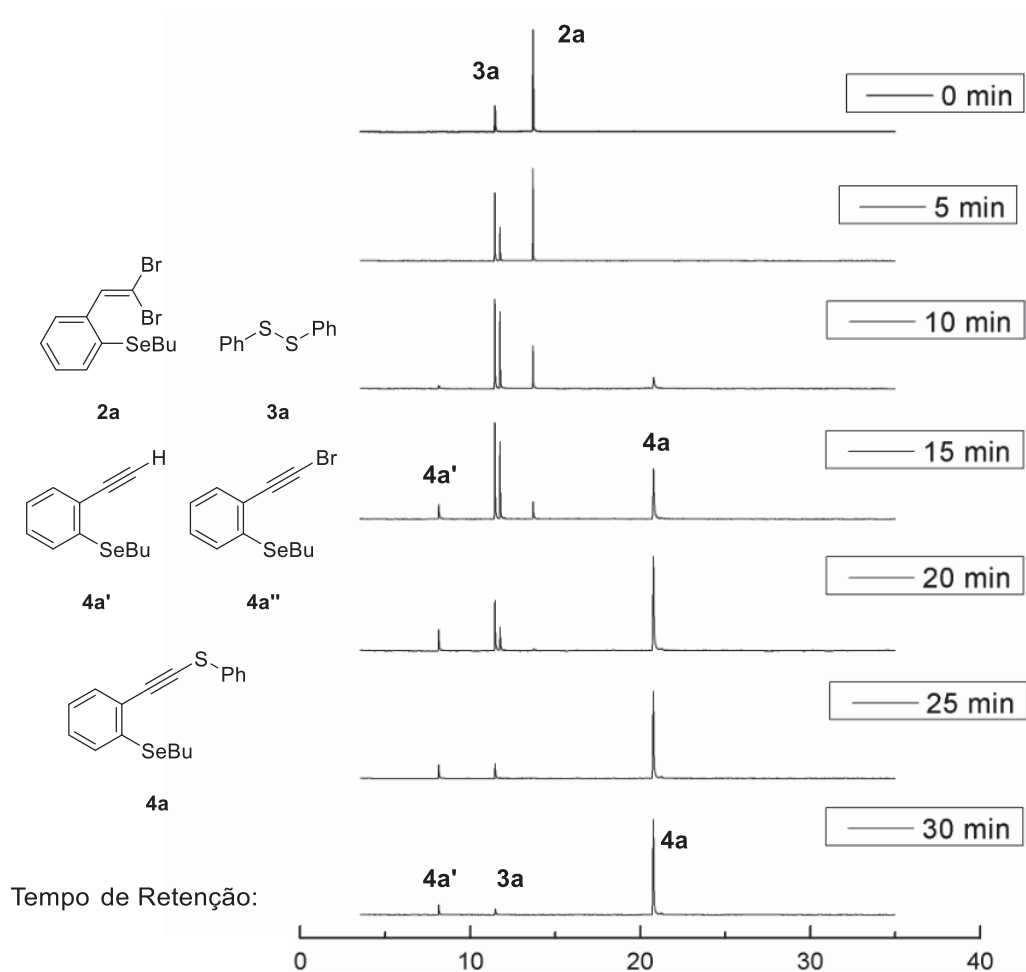 2a
3a
0 min
5 min
Br
Br
SeBu
2a
Ph
S
S
Ph
3a
10 min
H
SeBu
4a'
Br
SeBu
4a"
4a'
4a
15 min
20 min
S
Ph
SeBu
4a
25 min
30 min
4a
4a'
3a
Tempo de Retenção:
0 10 20 30 40